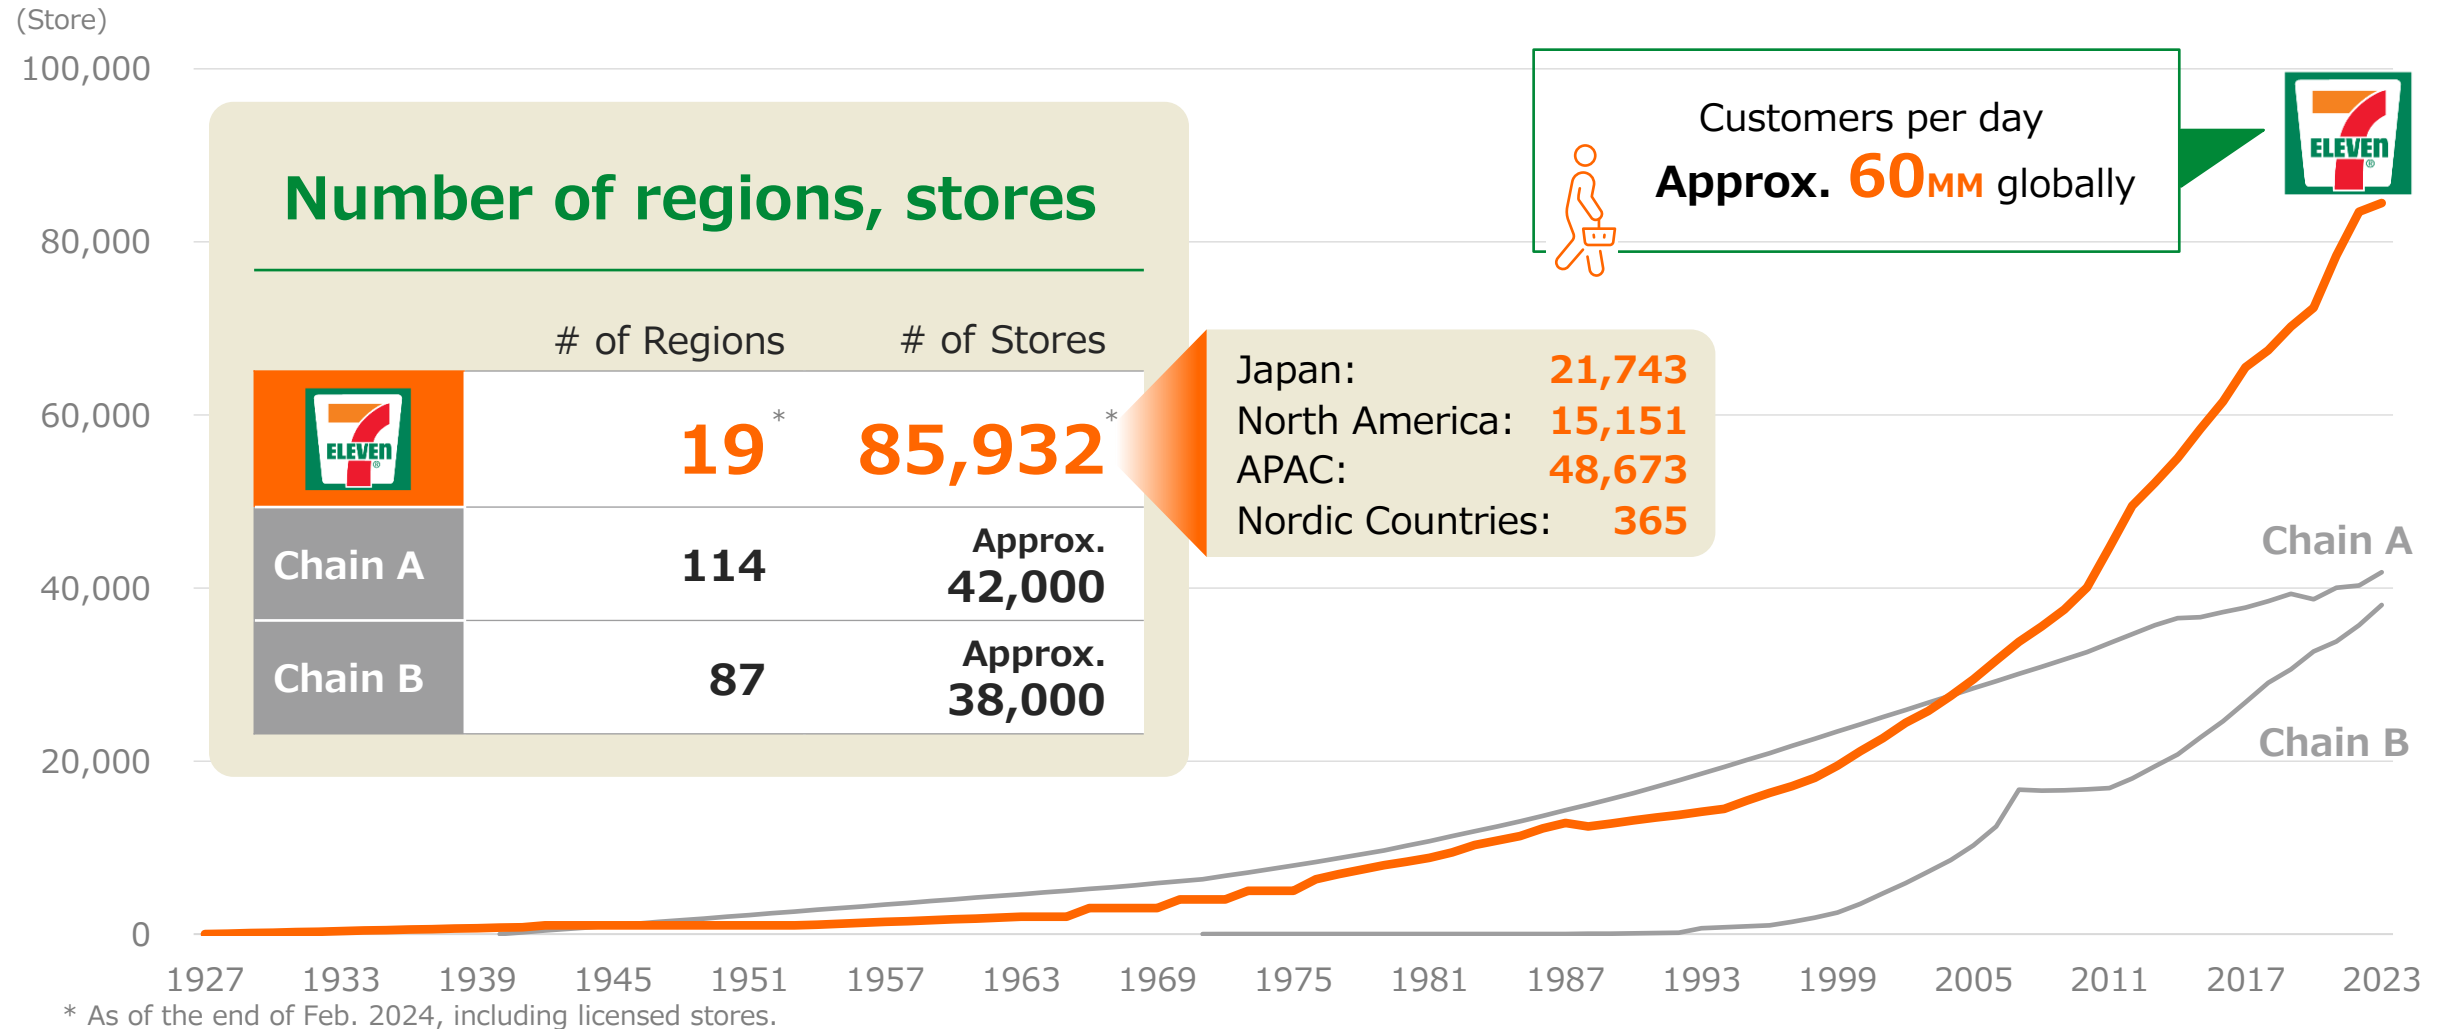 (Store)
100,000
80,000
60,000
40,000
20,000
0
Number of regions, stores
# of Regions # of Stores
7
ELEVEn
®
19* 85,932*
Chain A 114 Approx.
42,000
Chain B 87 Approx.
38,000
Japan: 21,743
North America: 15,151
APAC: 48,673
Nordic Countries: 365
Customers per day
Approx. 60MM globally
7
ELEVEn
®
Chain A
Chain B
1927 1933 1939 1945 1951 1957 1963 1969 1975 1981 1987 1993 1999 2005 2011 2017 2023
* As of the end of Feb. 2024, including licensed stores.